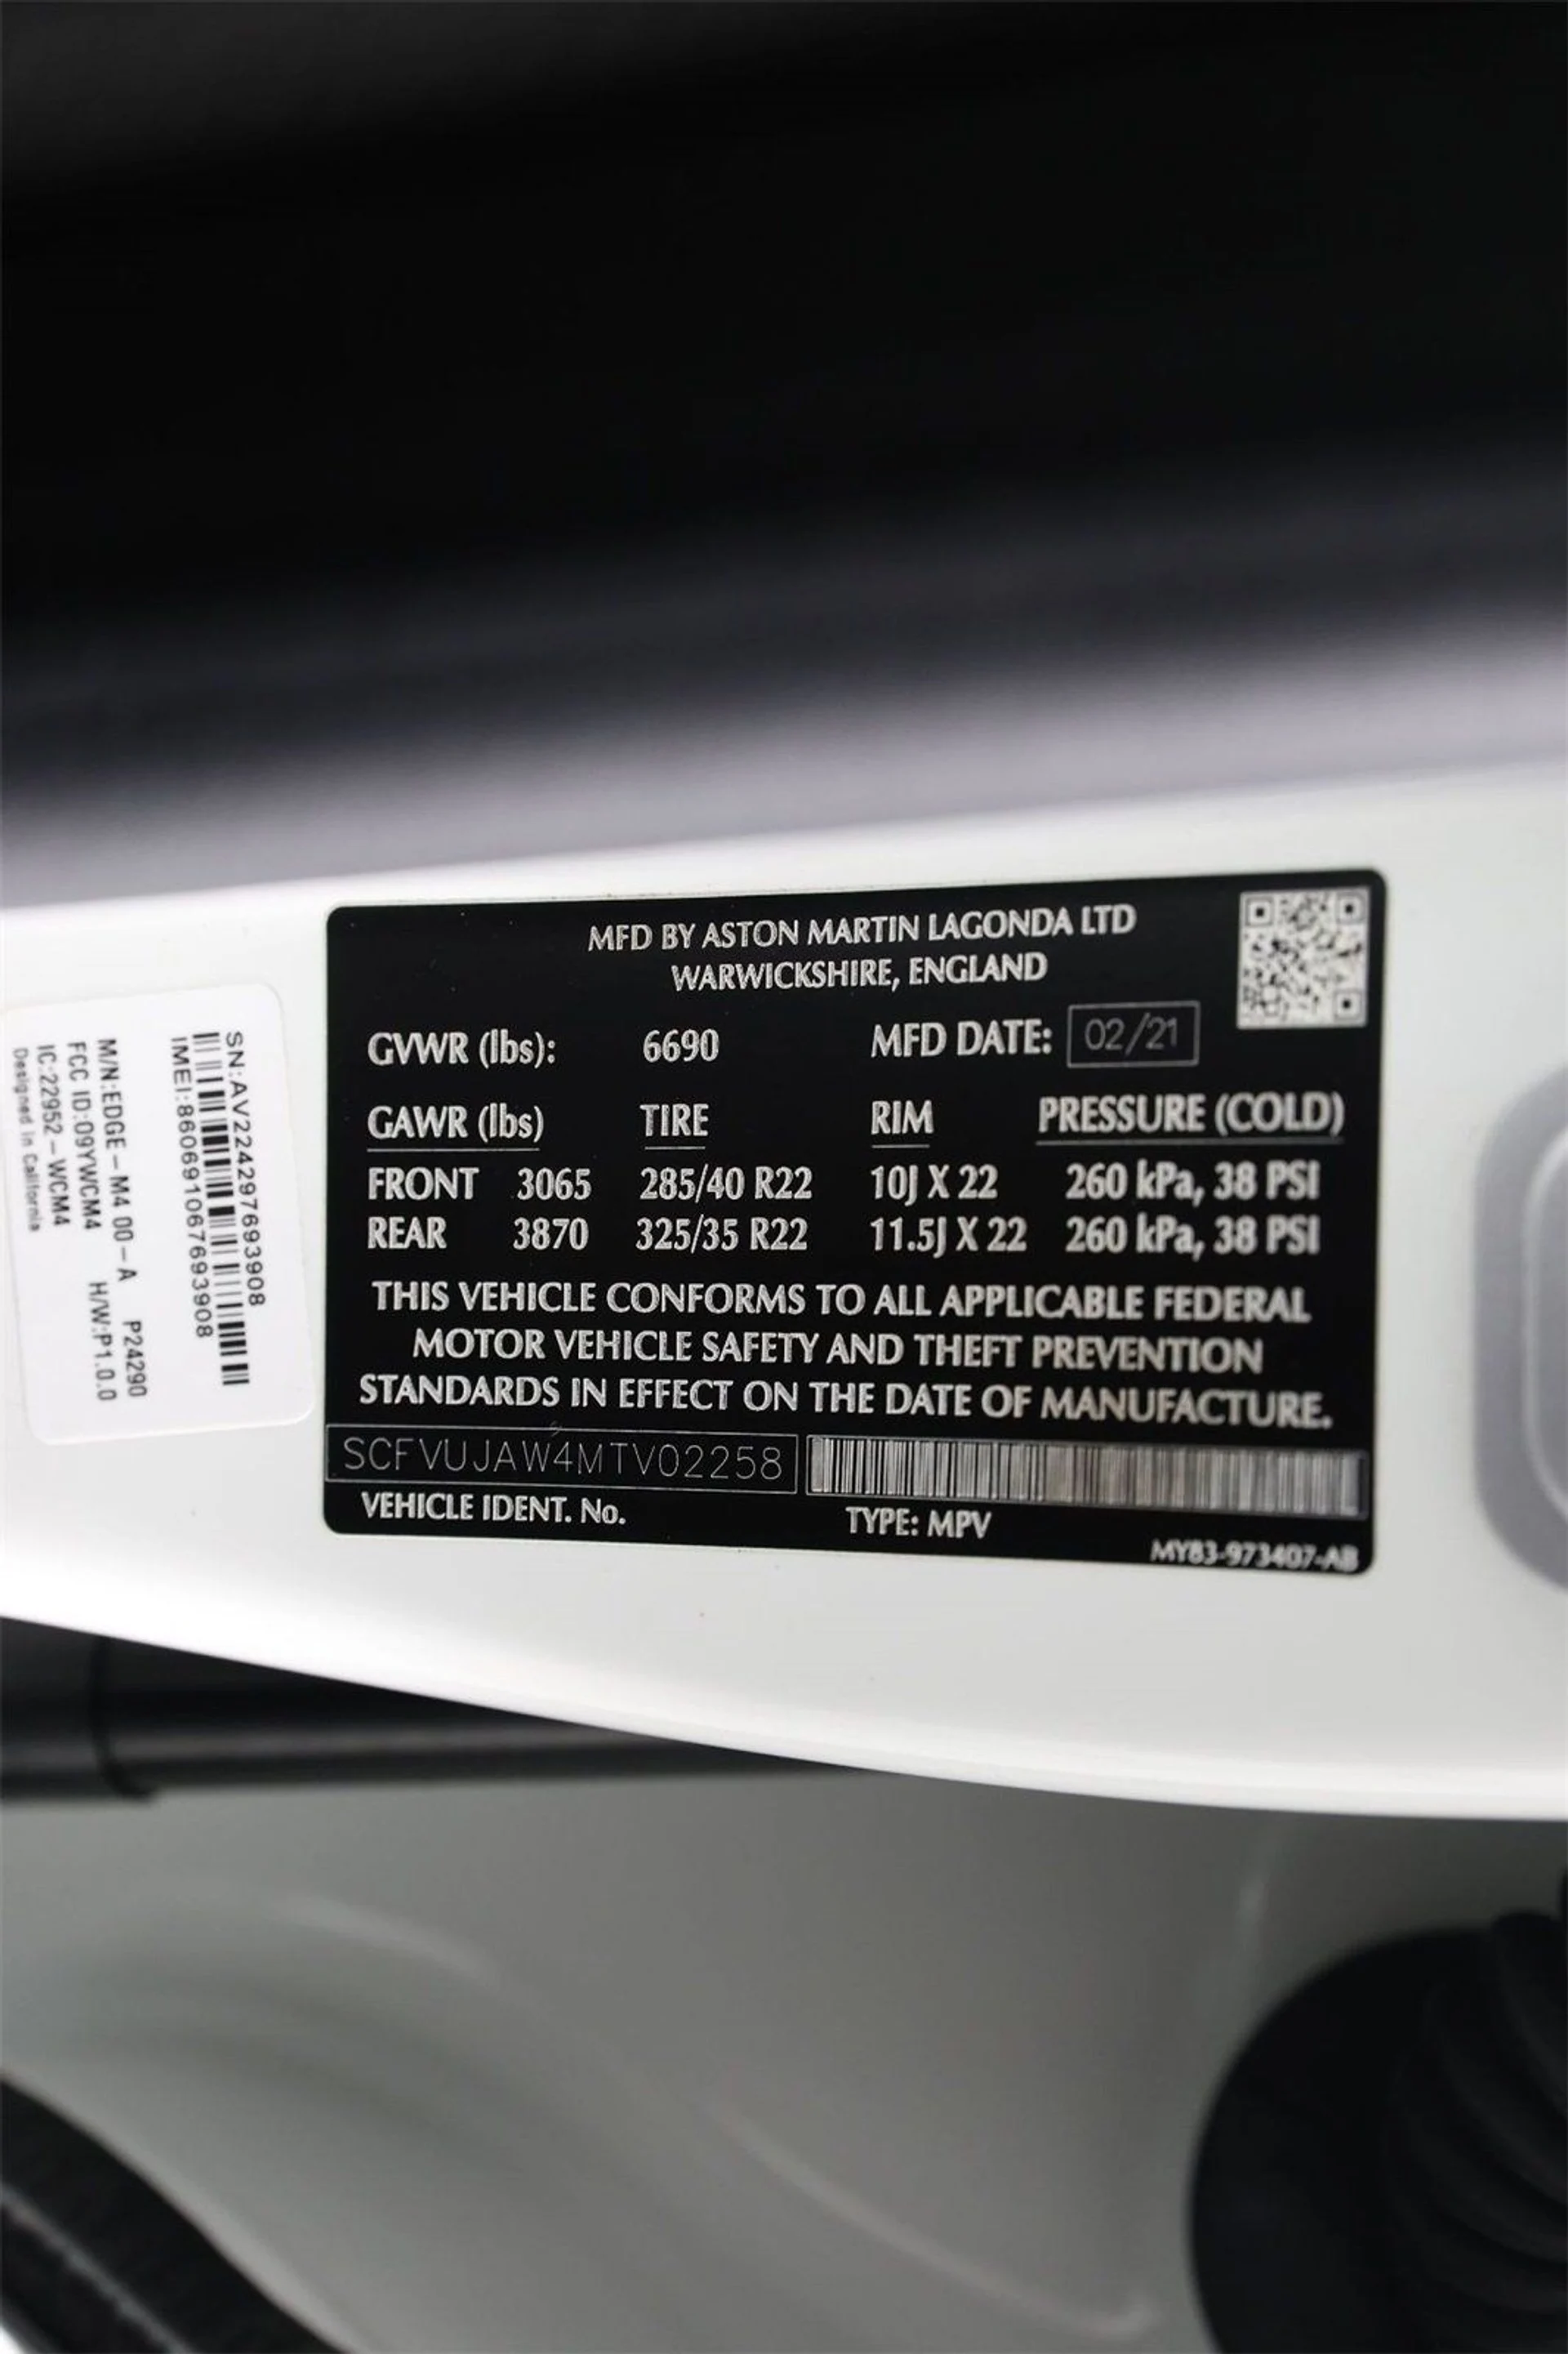 MFD BY ASTON MARTIN LAGONDA LTD
WARWICKSHIRE, ENGLAND
GVWR (lbs): 6690 MFD DATE: 02/21
GAWR (lbs) TIRE RIM PRESSURE (COLD)
FRONT 3065 285/40 R22 10J X 22 260 kPa, 38 PSI
REAR 3870 325/35 R22 11.5J X 22 260 kPa, 38 PSI
THIS VEHICLE CONFORMS TO ALL APPLICABLE FEDERAL
MOTOR VEHICLE SAFETY AND THEFT PREVENTION
STANDARDS IN EFFECT ON THE DATE OF MANUFACTURE.
SCFVUJAW4MTV02258
VEHICLE IDENT. No. TYPE: MPV
MY83-973407-AB
SN:AV224297693908
IMEI:860691067693908
M/N:EDGE-M4 00-A P24290
FCC ID:09YWCM4 H/W:P1.0.0
IC:22952-WCM4
Designed in California